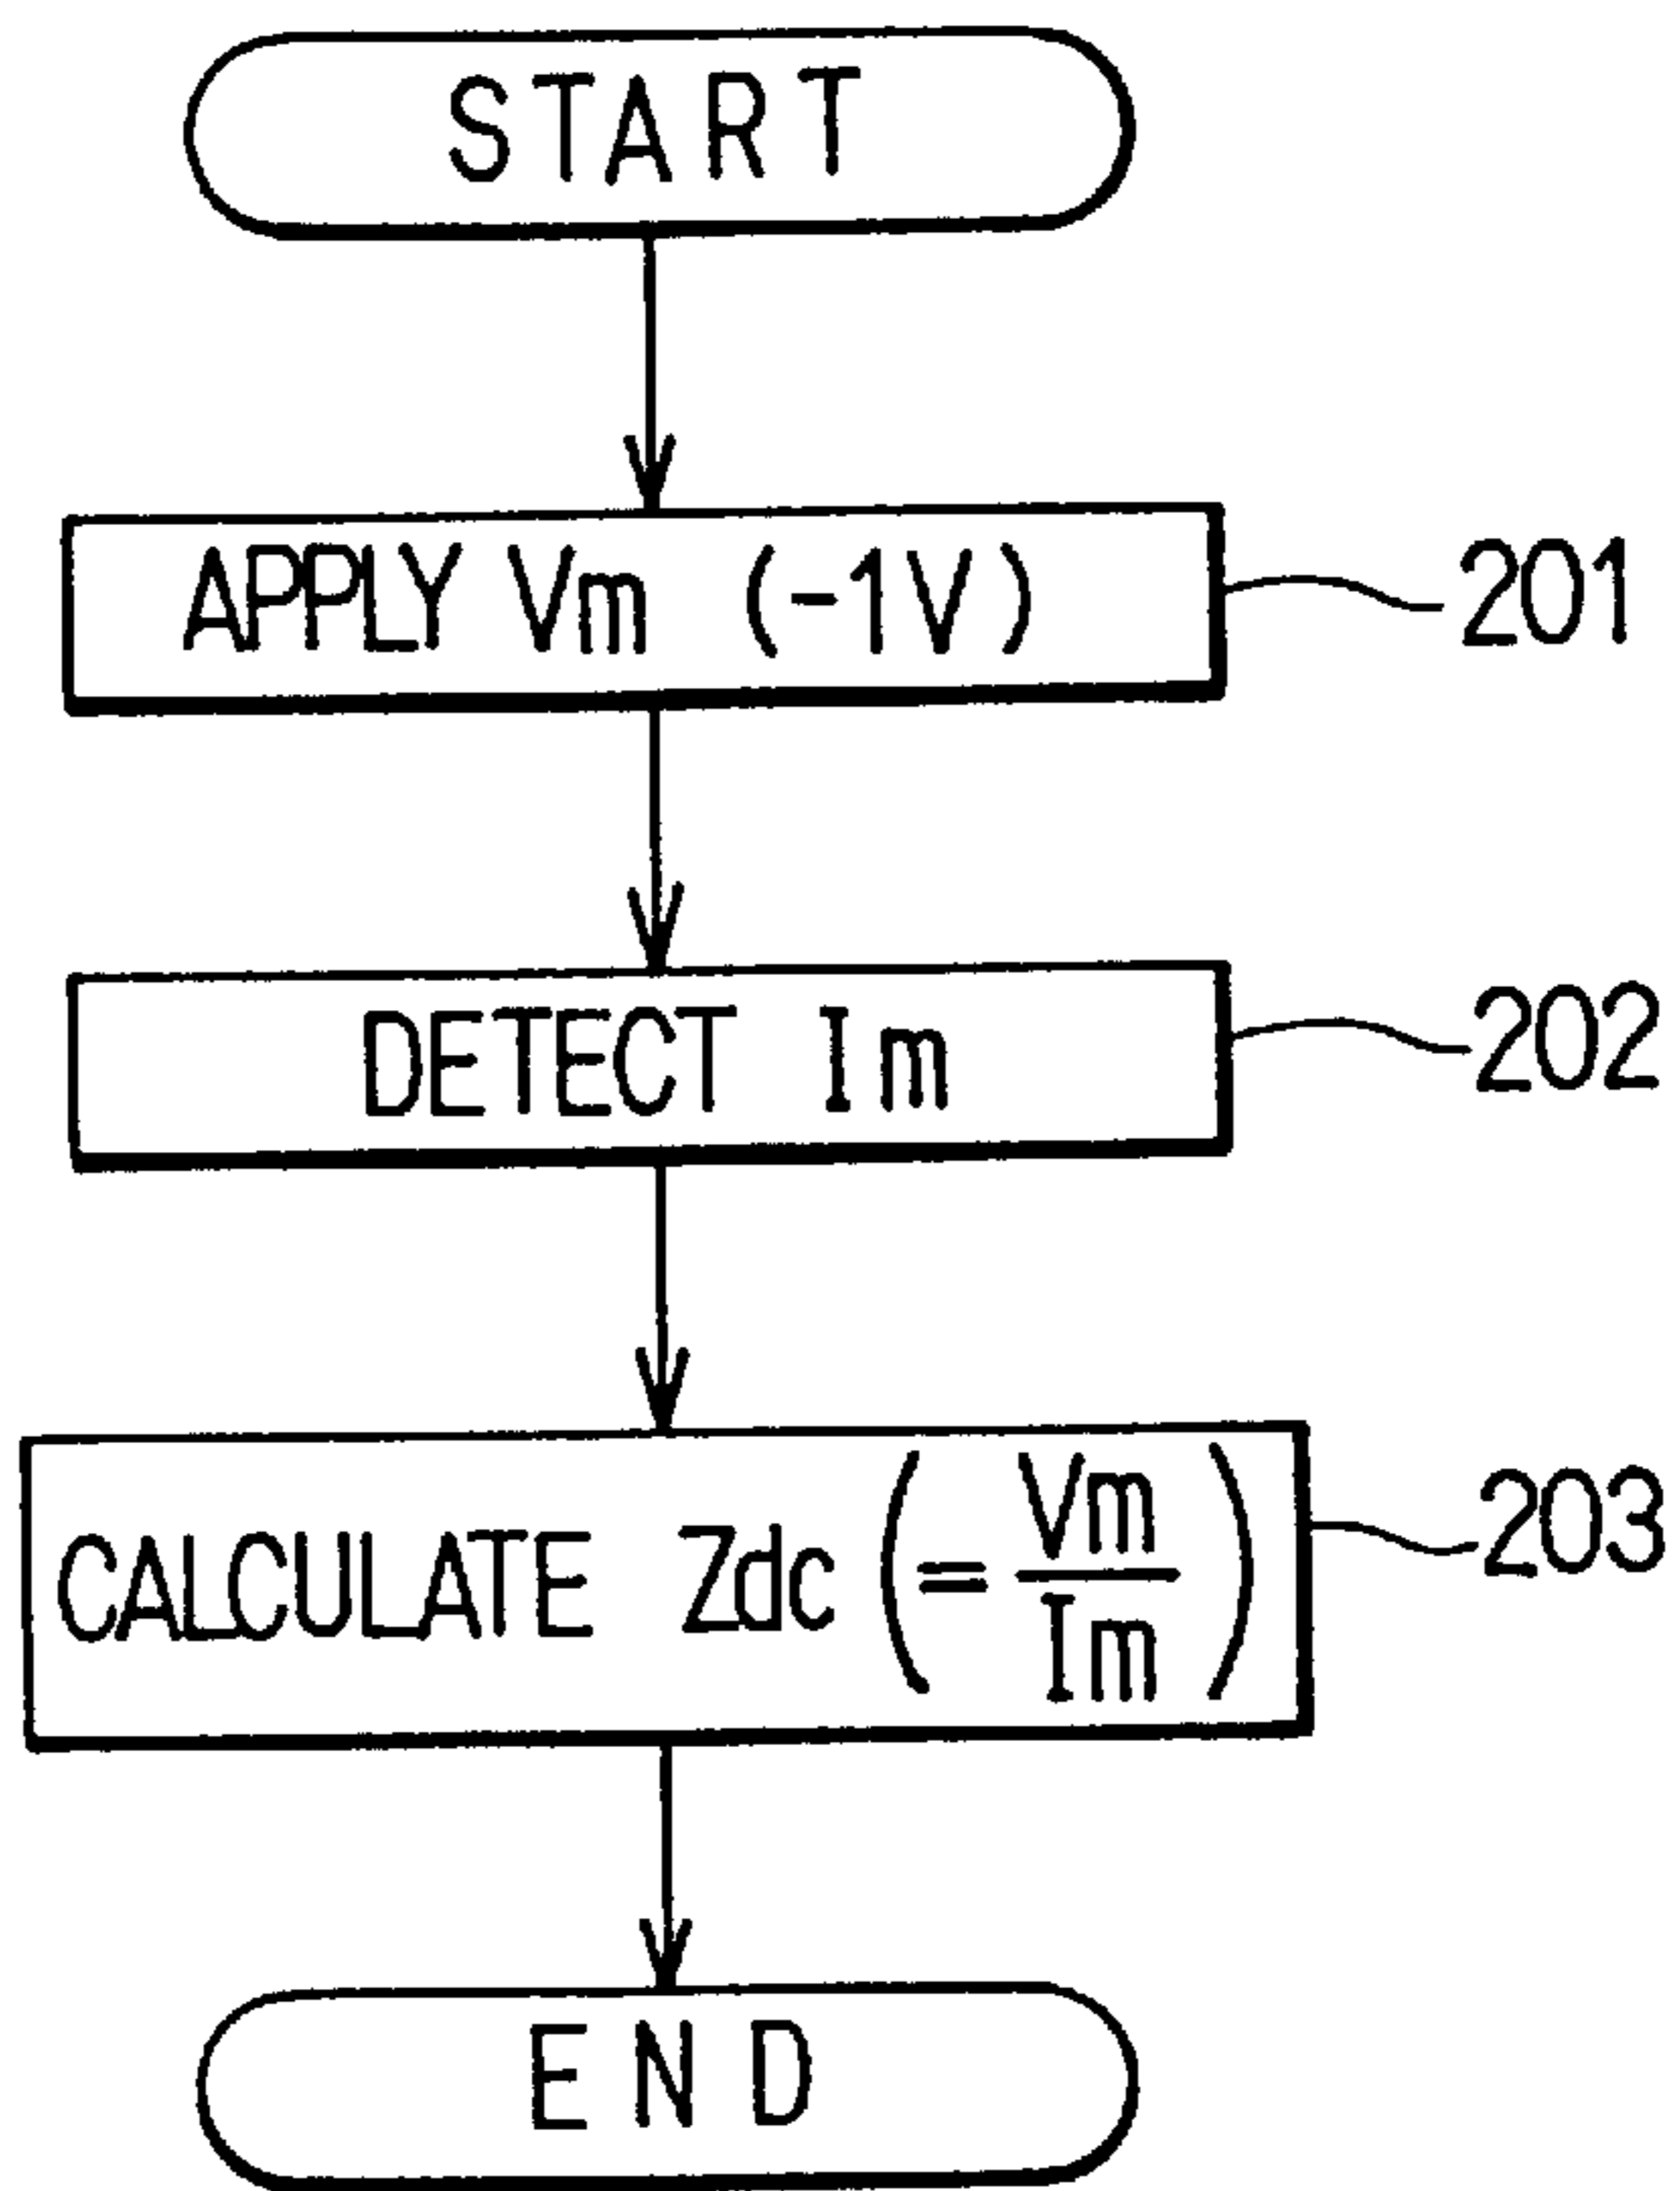 START
APPLY Vm (-1V)
201
DETECT Im
202
CALCULATE Zdc (= Vm/Im)
203
END